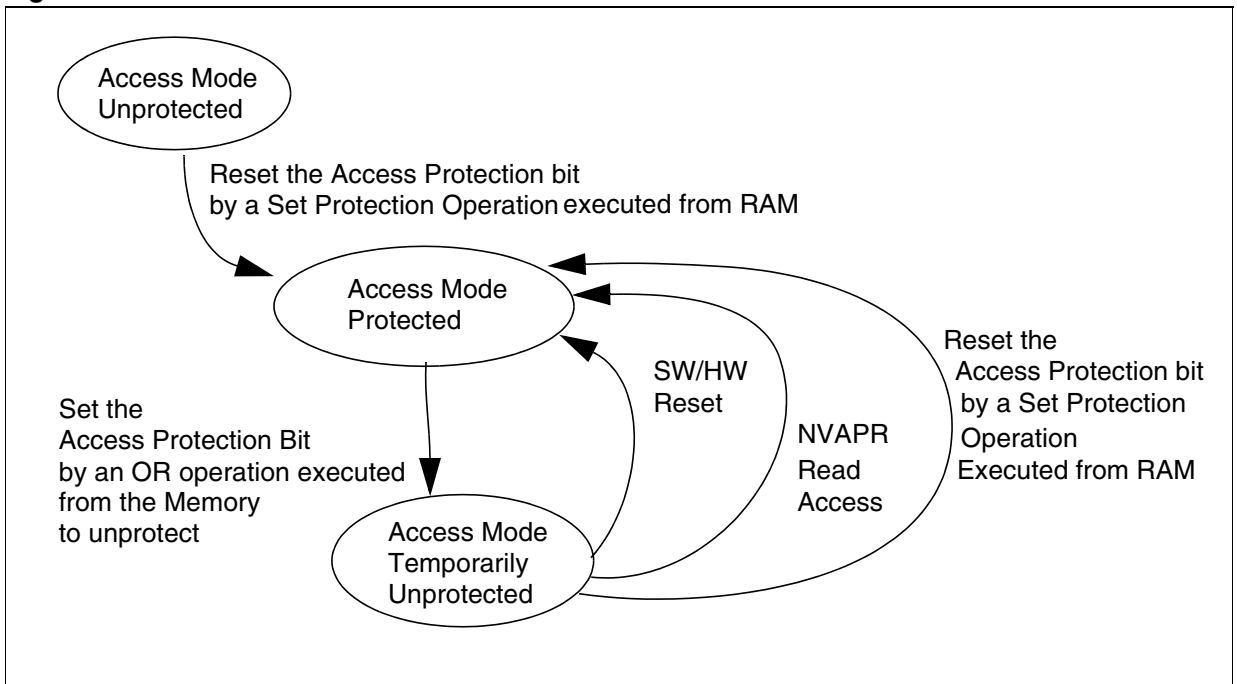 Access Mode
Unprotected
Reset the Access Protection bit
by a Set Protection Operation executed from RAM
Access Mode
Protected
Set the
Access Protection Bit
by an OR operation executed
from the Memory
to unprotect
SW/HW
Reset
NVAPR
Read
Access
Reset the
Access Protection bit
by a Set Protection
Operation
Executed from RAM
Access Mode
Temporarily
Unprotected